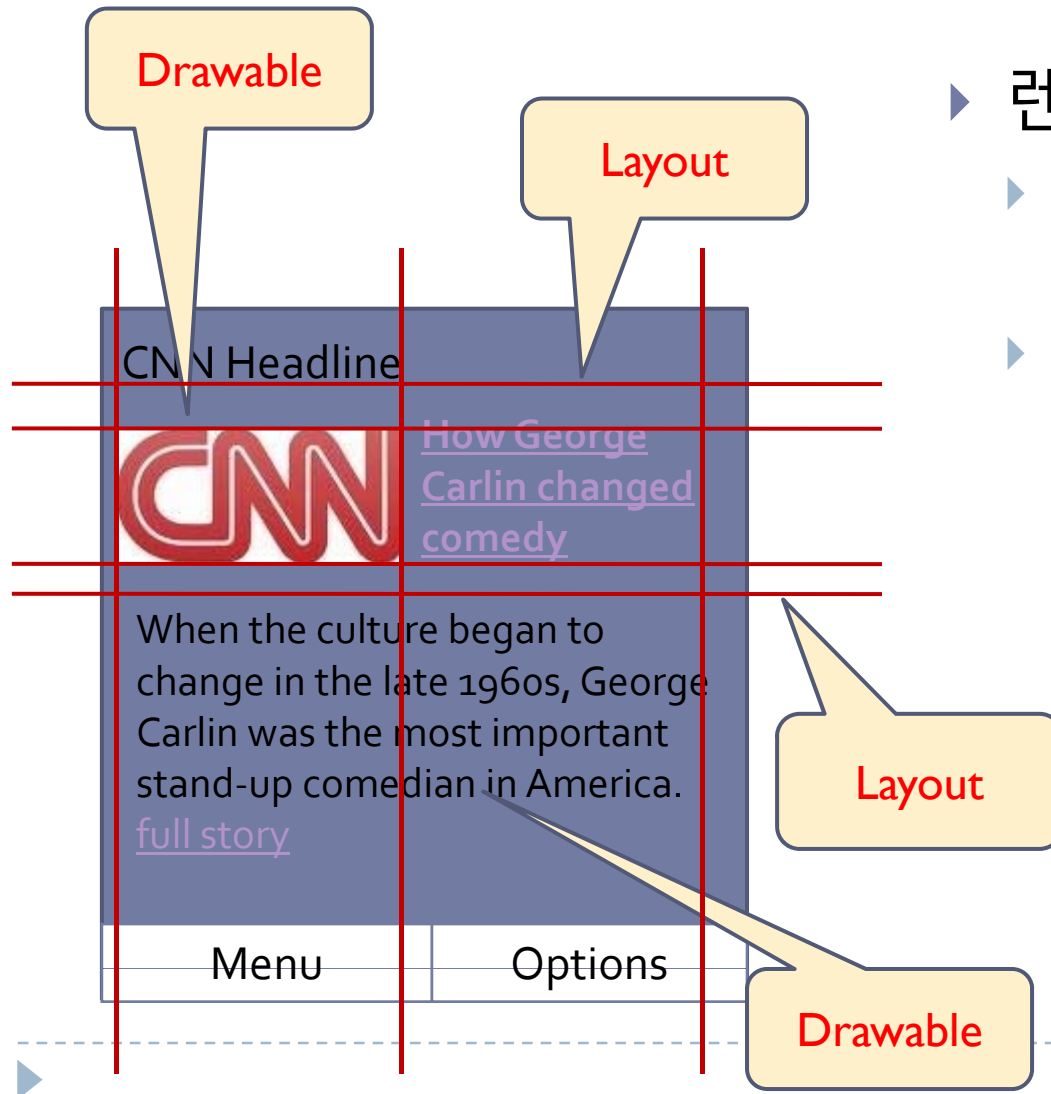 Drawable
Layout
렌
CNN Headline
CNN
How George
Carlin changed
comedy
When the culture began to
change in the late 1960s, George
Carlin was the most important
stand-up comedian in America.
full story
Layout
Menu
Options
Drawable